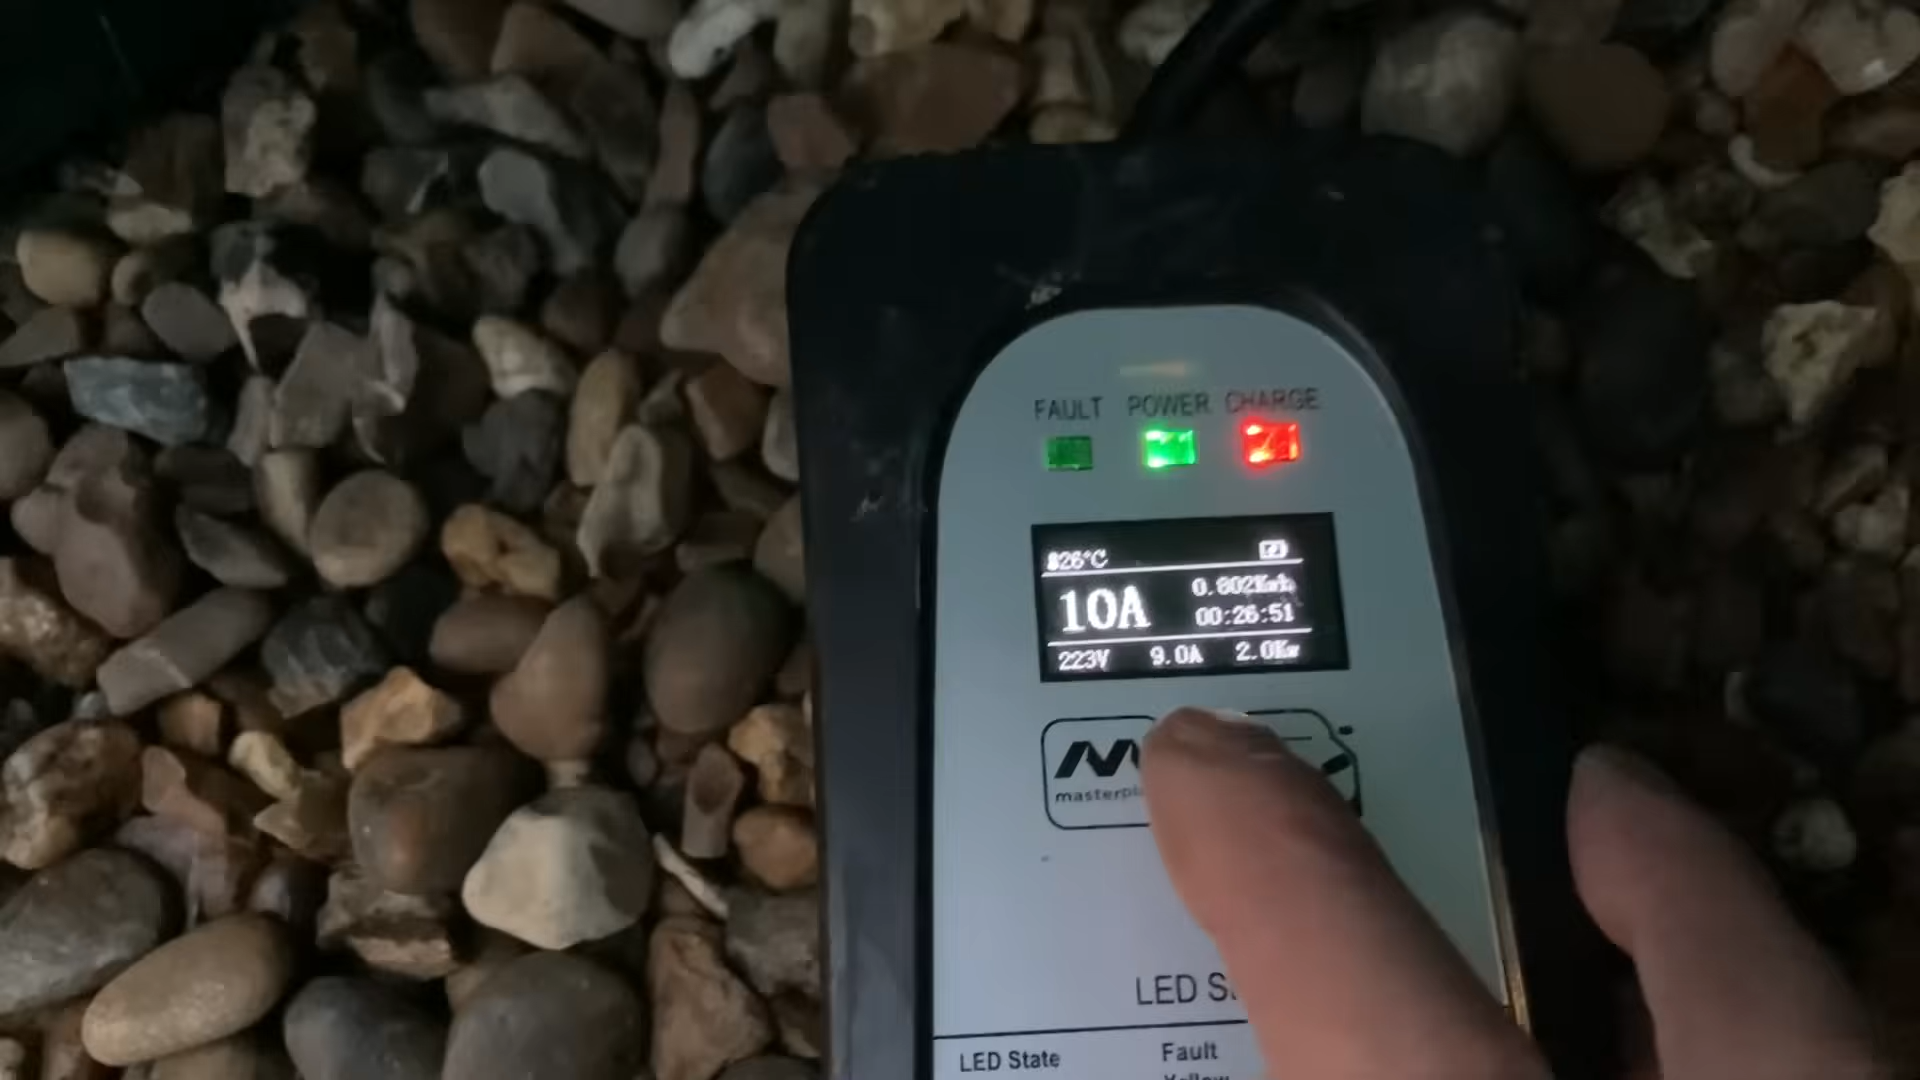 FAULT POWER CHARGE
26°C
10A
0.802Kwh
00:26:51
223V 9.0A 2.0Kw
LED
LED State Fault
Yellow